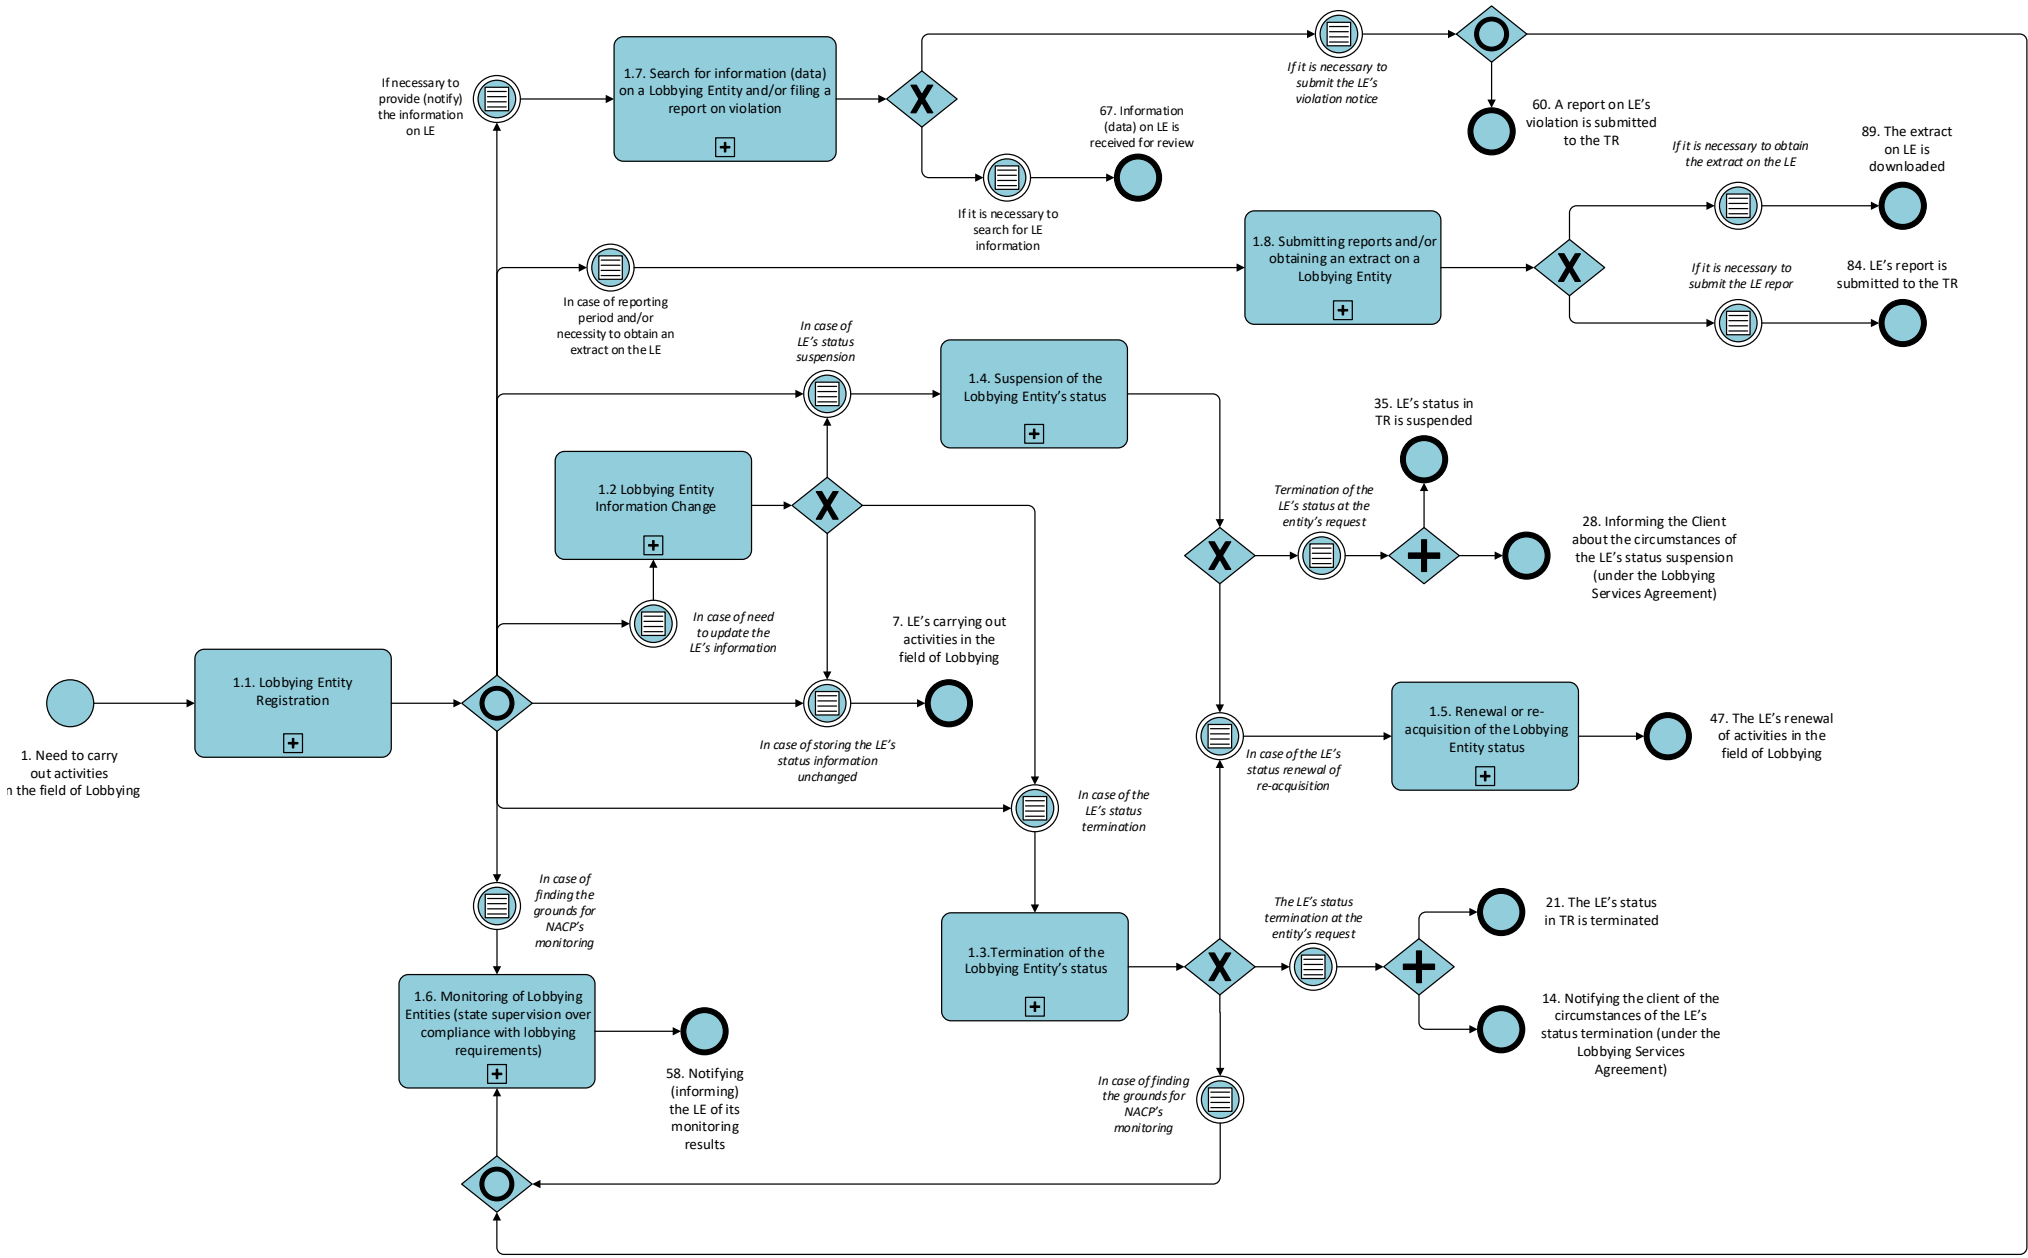 If necessary to
provide (notify)
the information
on LE
1.7. Search for information (data)
on a Lobbying Entity and/or filing a
report on violation
X
If it is necessary to
submit the LE's
violation notice
60. A report on LE's
violation is submitted
to the TR
67. Information
(data) on LE is
received for review
If it is necessary to
search for LE
information
If it is necessary to obtain
the extract on the LE
89. The extract
on LE is
downloaded
1.8. Submitting reports and/or
obtaining an extract on a
Lobbying Entity
X
If it is necessary to
submit the LE repor
84. LE's report is
submitted to the TR
In case of reporting
period and/or
necessity to obtain an
extract on the LE
In case of
LE's status
suspension
1.4. Suspension of the
Lobbying Entity's status
35. LE's status in
TR is suspended
1.2 Lobbying Entity
Information Change
X
Termination of the
LE's status at the
entity's request
X
28. Informing the Client
about the circumstances of
the LE's status suspension
(under the Lobbying
Services Agreement)
In case of need
to update the
LE's information
7. LE's carrying out
activities in the
field of Lobbying
1.1. Lobbying Entity
Registration
1. Need to carry
out activities
n the field of Lobbying
In case of storing the LE's
status information
unchanged
In case of the LE's
status renewal of
re-acquisition
1.5. Renewal or re-
acquisition of the Lobbying
Entity status
47. The LE's renewal
of activities in the
field of Lobbying
In case of the
LE's status
termination
In case of
finding the
grounds for
NACP's
monitoring
1.3.Termination of the
Lobbying Entity's status
X
The LE's status
termination at the
entity's request
21. The LE's status
in TR is terminated
14. Notifying the client of the
circumstances of the LE's
status termination (under the
Lobbying Services
Agreement)
1.6. Monitoring of Lobbying
Entities (state supervision over
compliance with lobbying
requirements)
58. Notifying
(informing)
the LE of its
monitoring
results
In case of finding
the grounds for
NACP's
monitoring